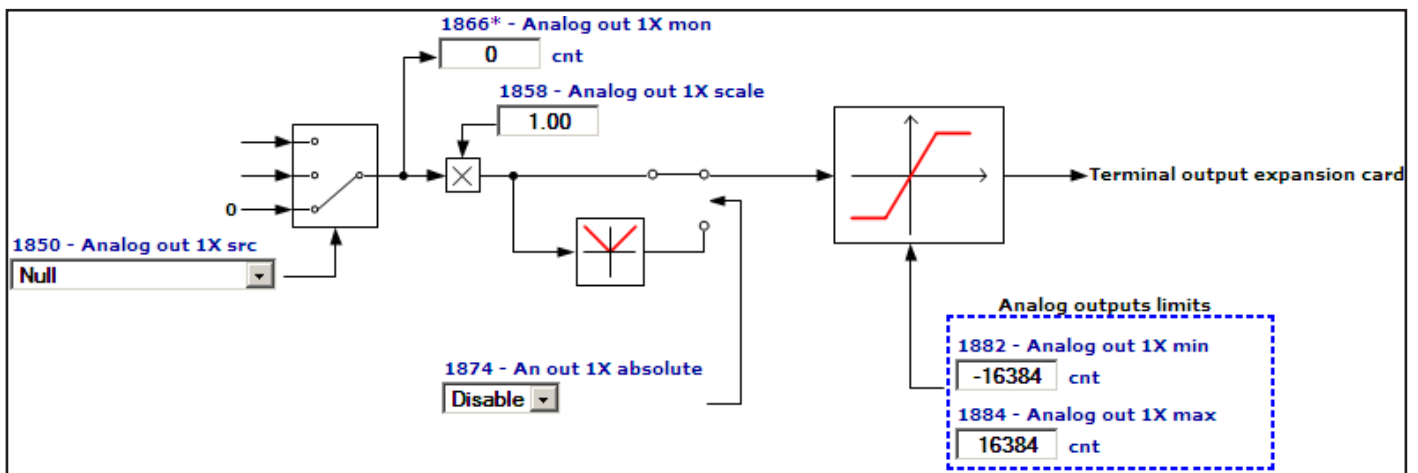 1866* - Analog out 1X mon
0 cnt
1858 - Analog out 1X scale
1.00
0
Terminal output expansion card
1850 - Analog out 1X src
Null
Analog outputs limits
1882 - Analog out 1X min
-16384 cnt
1874 - An out 1X absolute
Disable
1884 - Analog out 1X max
16384 cnt